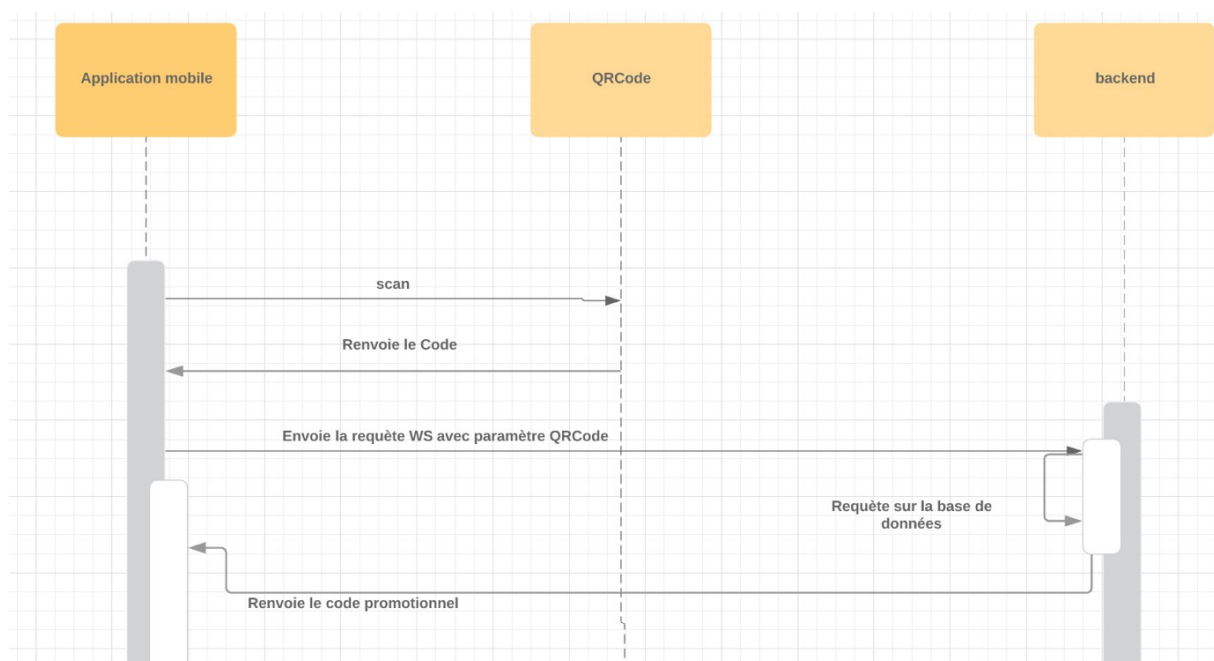 Application mobile
QRCode
backend
scan
Renvoie le Code
Envoie la requète WS avec paramètre QRCode
Requète sur la base de
données
Renvoie le code promotionnel